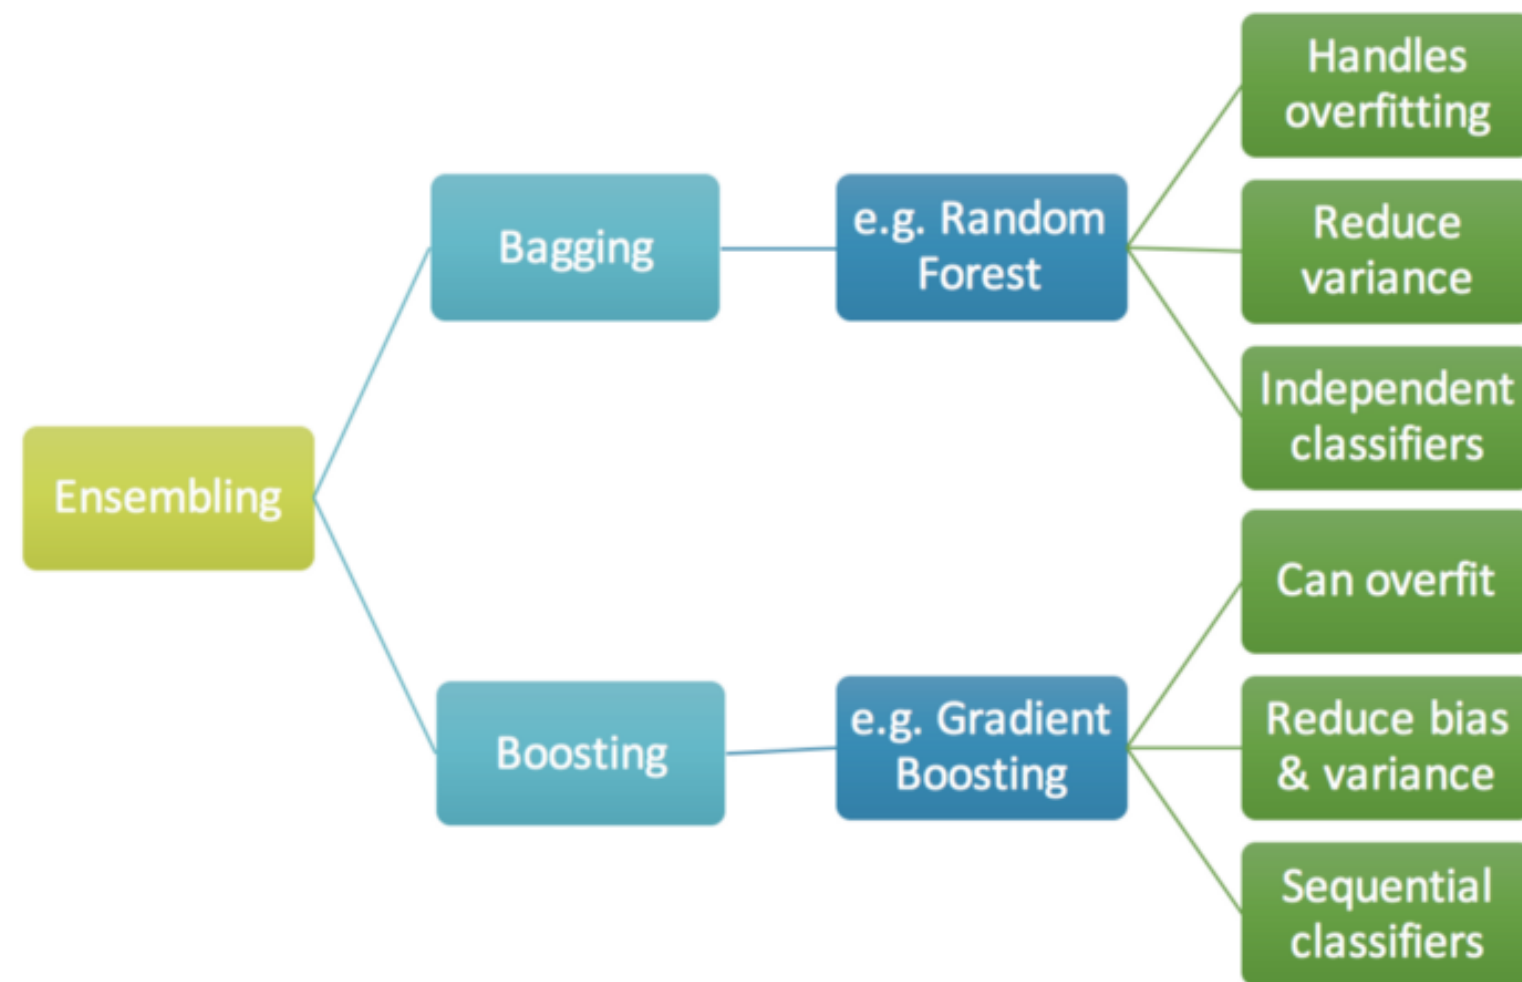 Ensembling
Bagging
e.g. Random
Forest
Handles
overfitting
Reduce
variance
Independent
classifiers
Boosting
e.g. Gradient
Boosting
Can overfit
Reduce bias
& variance
Sequential
classifiers